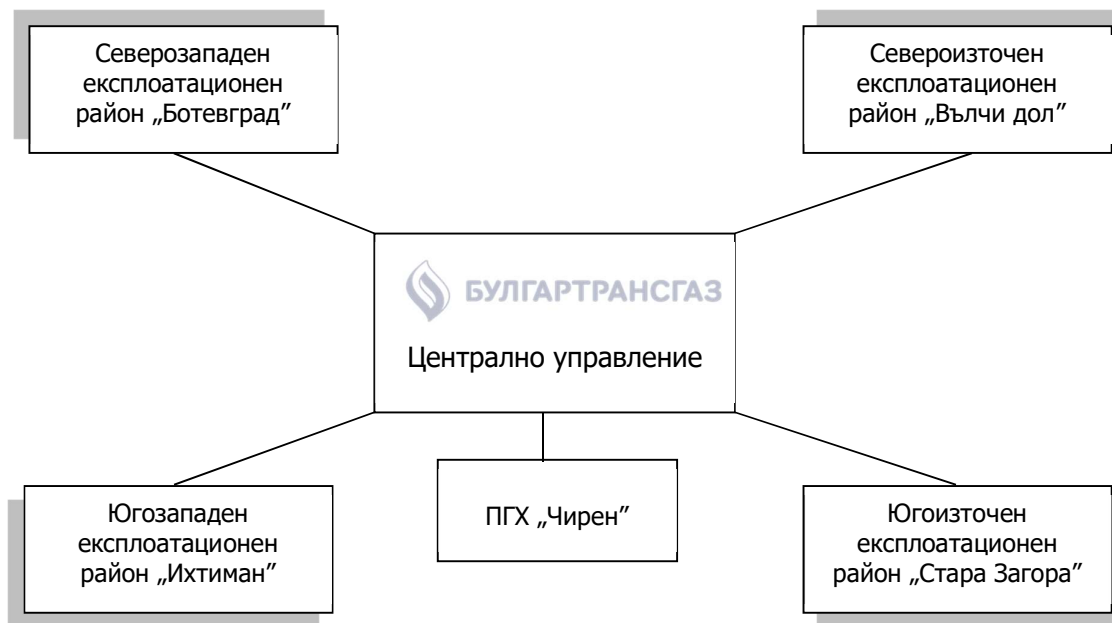 Северозападен
експлоатационен
район „Ботевград”
Североизточен
експлоатационен
район „Вълчи дол”
БУЛГАРТРАНСГАЗ
Централно управление
ПГХ „Чирен”
Югозападен
експлоатационен
район „Ихтиман”
Югоизточен
експлоатационен
район „Стара Загора”